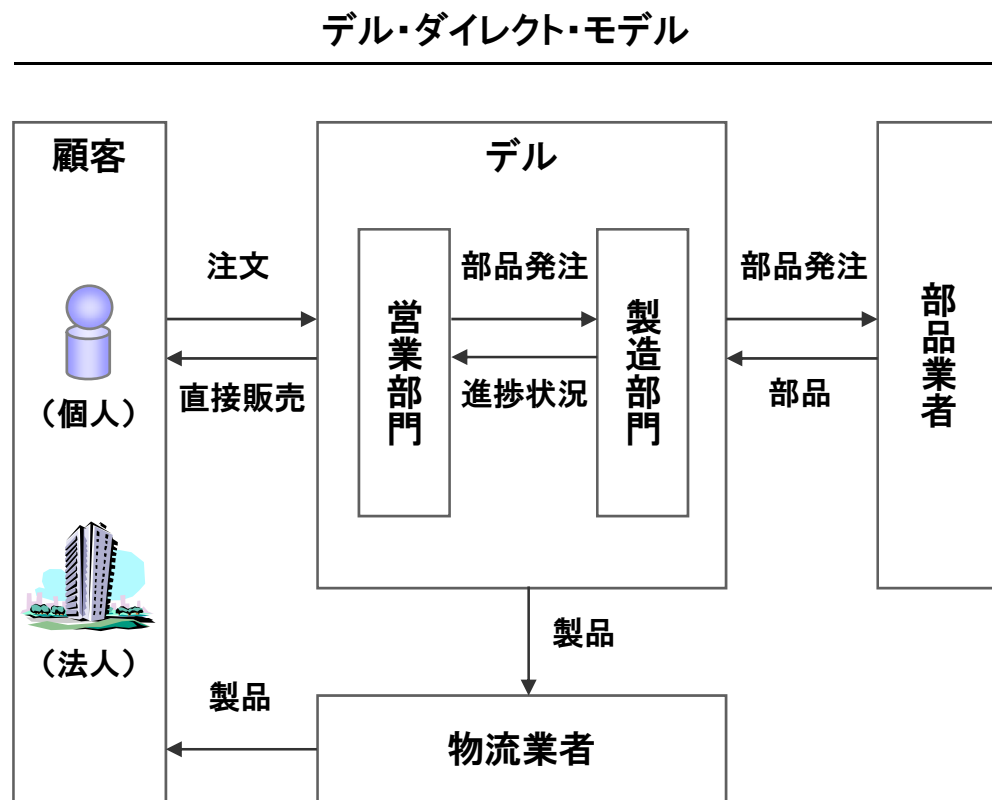 デル・ダイレクト・モデル
顧客
デル
注文
部品発注
部品発注
営業部門
製造部門
部品業者
直接販売
進捗状況
部品
（個人）
（法人）
製品
製品
物流業者